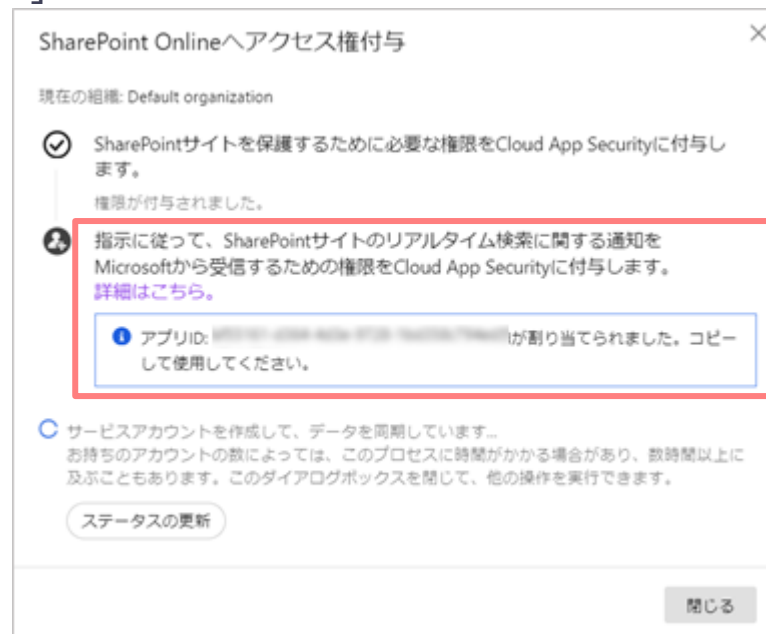 SharePoint Onlineへアクセス権付与
現在の組織: Default organization
SharePointサイトを保護するために必要な権限をCloud App Securityに付与し
ます。
権限が付与されました。
指示に従って、SharePointサイトのリアルタイム検索に関する通知を
Microsoftから受信するための権限をCloud App Securityに付与します。
詳細はこちら。
アプリID: が割り当てられました。コピー
して使用してください。
サービスアカウントを作成して、データを同期しています...
お持ちのアカウントの数によっては、このプロセスに時間がかかる場合があり、数時間以上に
及ぶこともあります。このダイアログボックスを閉じて、他の操作を実行できます。
ステータスの更新
閉じる